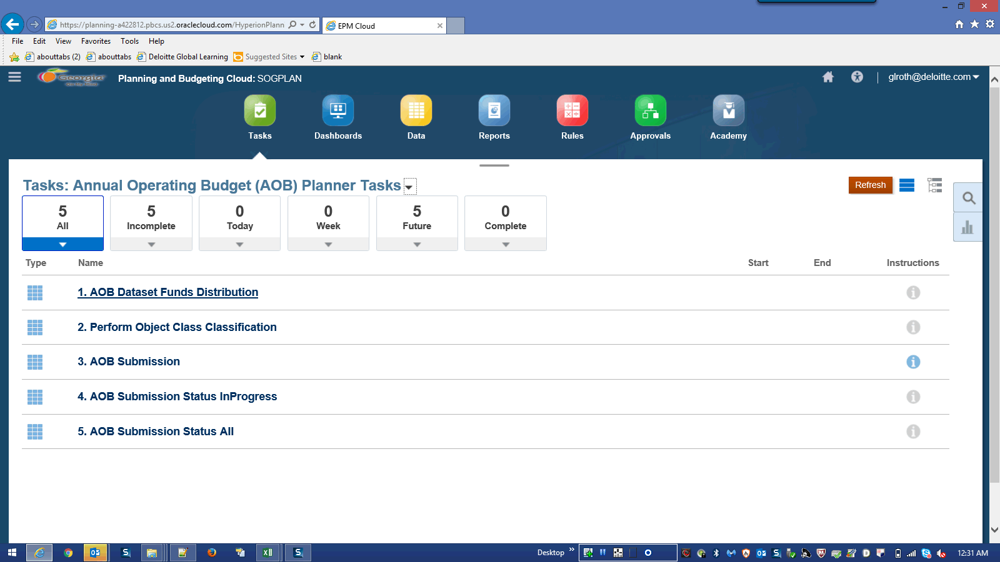 https://planning-a422812.pbcs.us2.oraclecloud.com/HyperionPlann
EPM Cloud
File Edit View Favorites Tools Help
abouttabs (2) abouttabs Deloitte Global Learning Suggested Sites blank
Georgia
Planning and Budgeting Cloud: SOGPLAN
glroth@deloitte.com
Tasks Dashboards Data Reports Rules Approvals Academy
Tasks: Annual Operating Budget (AOB) Planner Tasks
Refresh
5 5 0 0 5 0
All Incomplete Today Week Future Complete
Type Name Start End Instructions
1. AOB Dataset Funds Distribution
2. Perform Object Class Classification
3. AOB Submission
4. AOB Submission Status InProgress
5. AOB Submission Status All
Desktop
12:31 AM